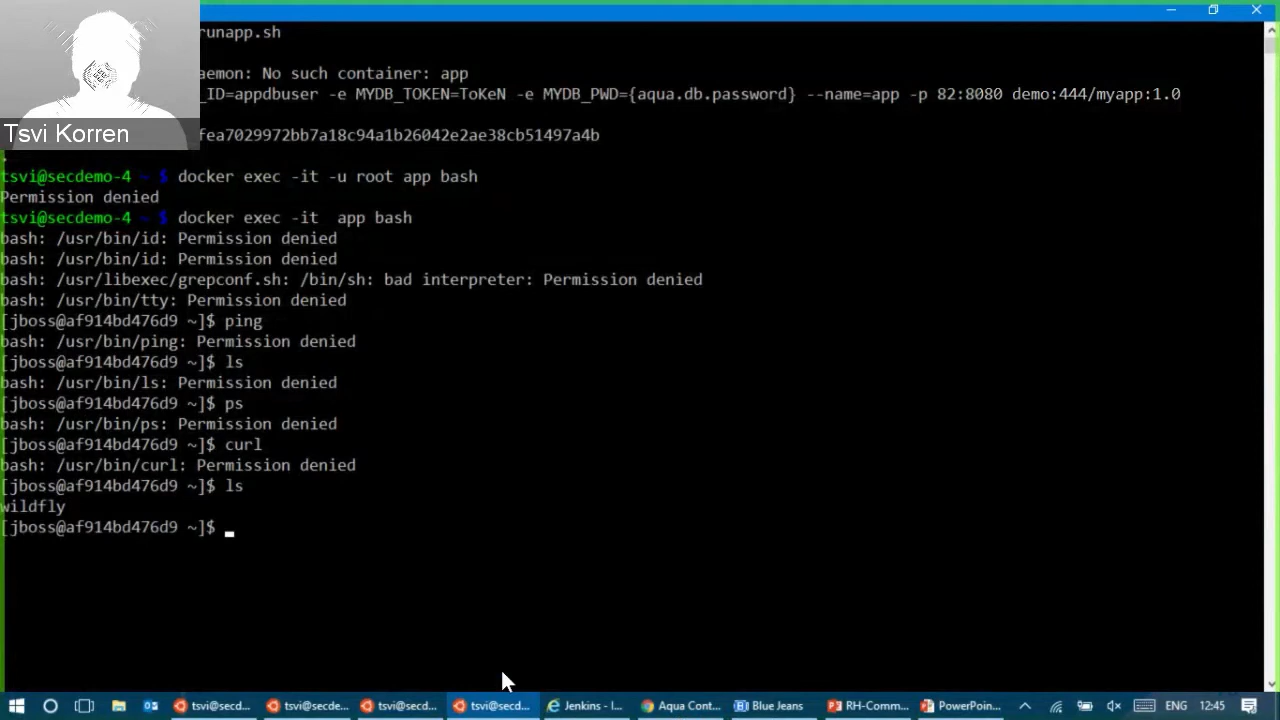 runapp.sh
aemon: No such container: app
_ID=appdbuser -e MYDB_TOKEN=ToKeN -e MYDB_PWD={aqua.db.password} --name=app -p 82:8080 demo:444/myapp:1.0
Tsvi Korren
fea7029972bb7a18c94a1b26042e2ae38cb51497a4b
tsvi@secdemo-4 ~ $ docker exec -it -u root app bash
Permission denied
tsvi@secdemo-4 ~ $ docker exec -it  app bash
bash: /usr/bin/id: Permission denied
bash: /usr/bin/id: Permission denied
bash: /usr/libexec/grepconf.sh: /bin/sh: bad interpreter: Permission denied
bash: /usr/bin/tty: Permission denied
[jboss@af914bd476d9 ~]$ ping
bash: /usr/bin/ping: Permission denied
[jboss@af914bd476d9 ~]$ ls
bash: /usr/bin/ls: Permission denied
[jboss@af914bd476d9 ~]$ ps
bash: /usr/bin/ps: Permission denied
[jboss@af914bd476d9 ~]$ curl
bash: /usr/bin/curl: Permission denied
[jboss@af914bd476d9 ~]$ ls
wildfly
[jboss@af914bd476d9 ~]$
tsvi@secd... tsvi@secde... tsvi@secd... tsvi@secd... Jenkins - I... Aqua Cont... Blue Jeans RH-Comm... PowerPoin... ENG 12:45